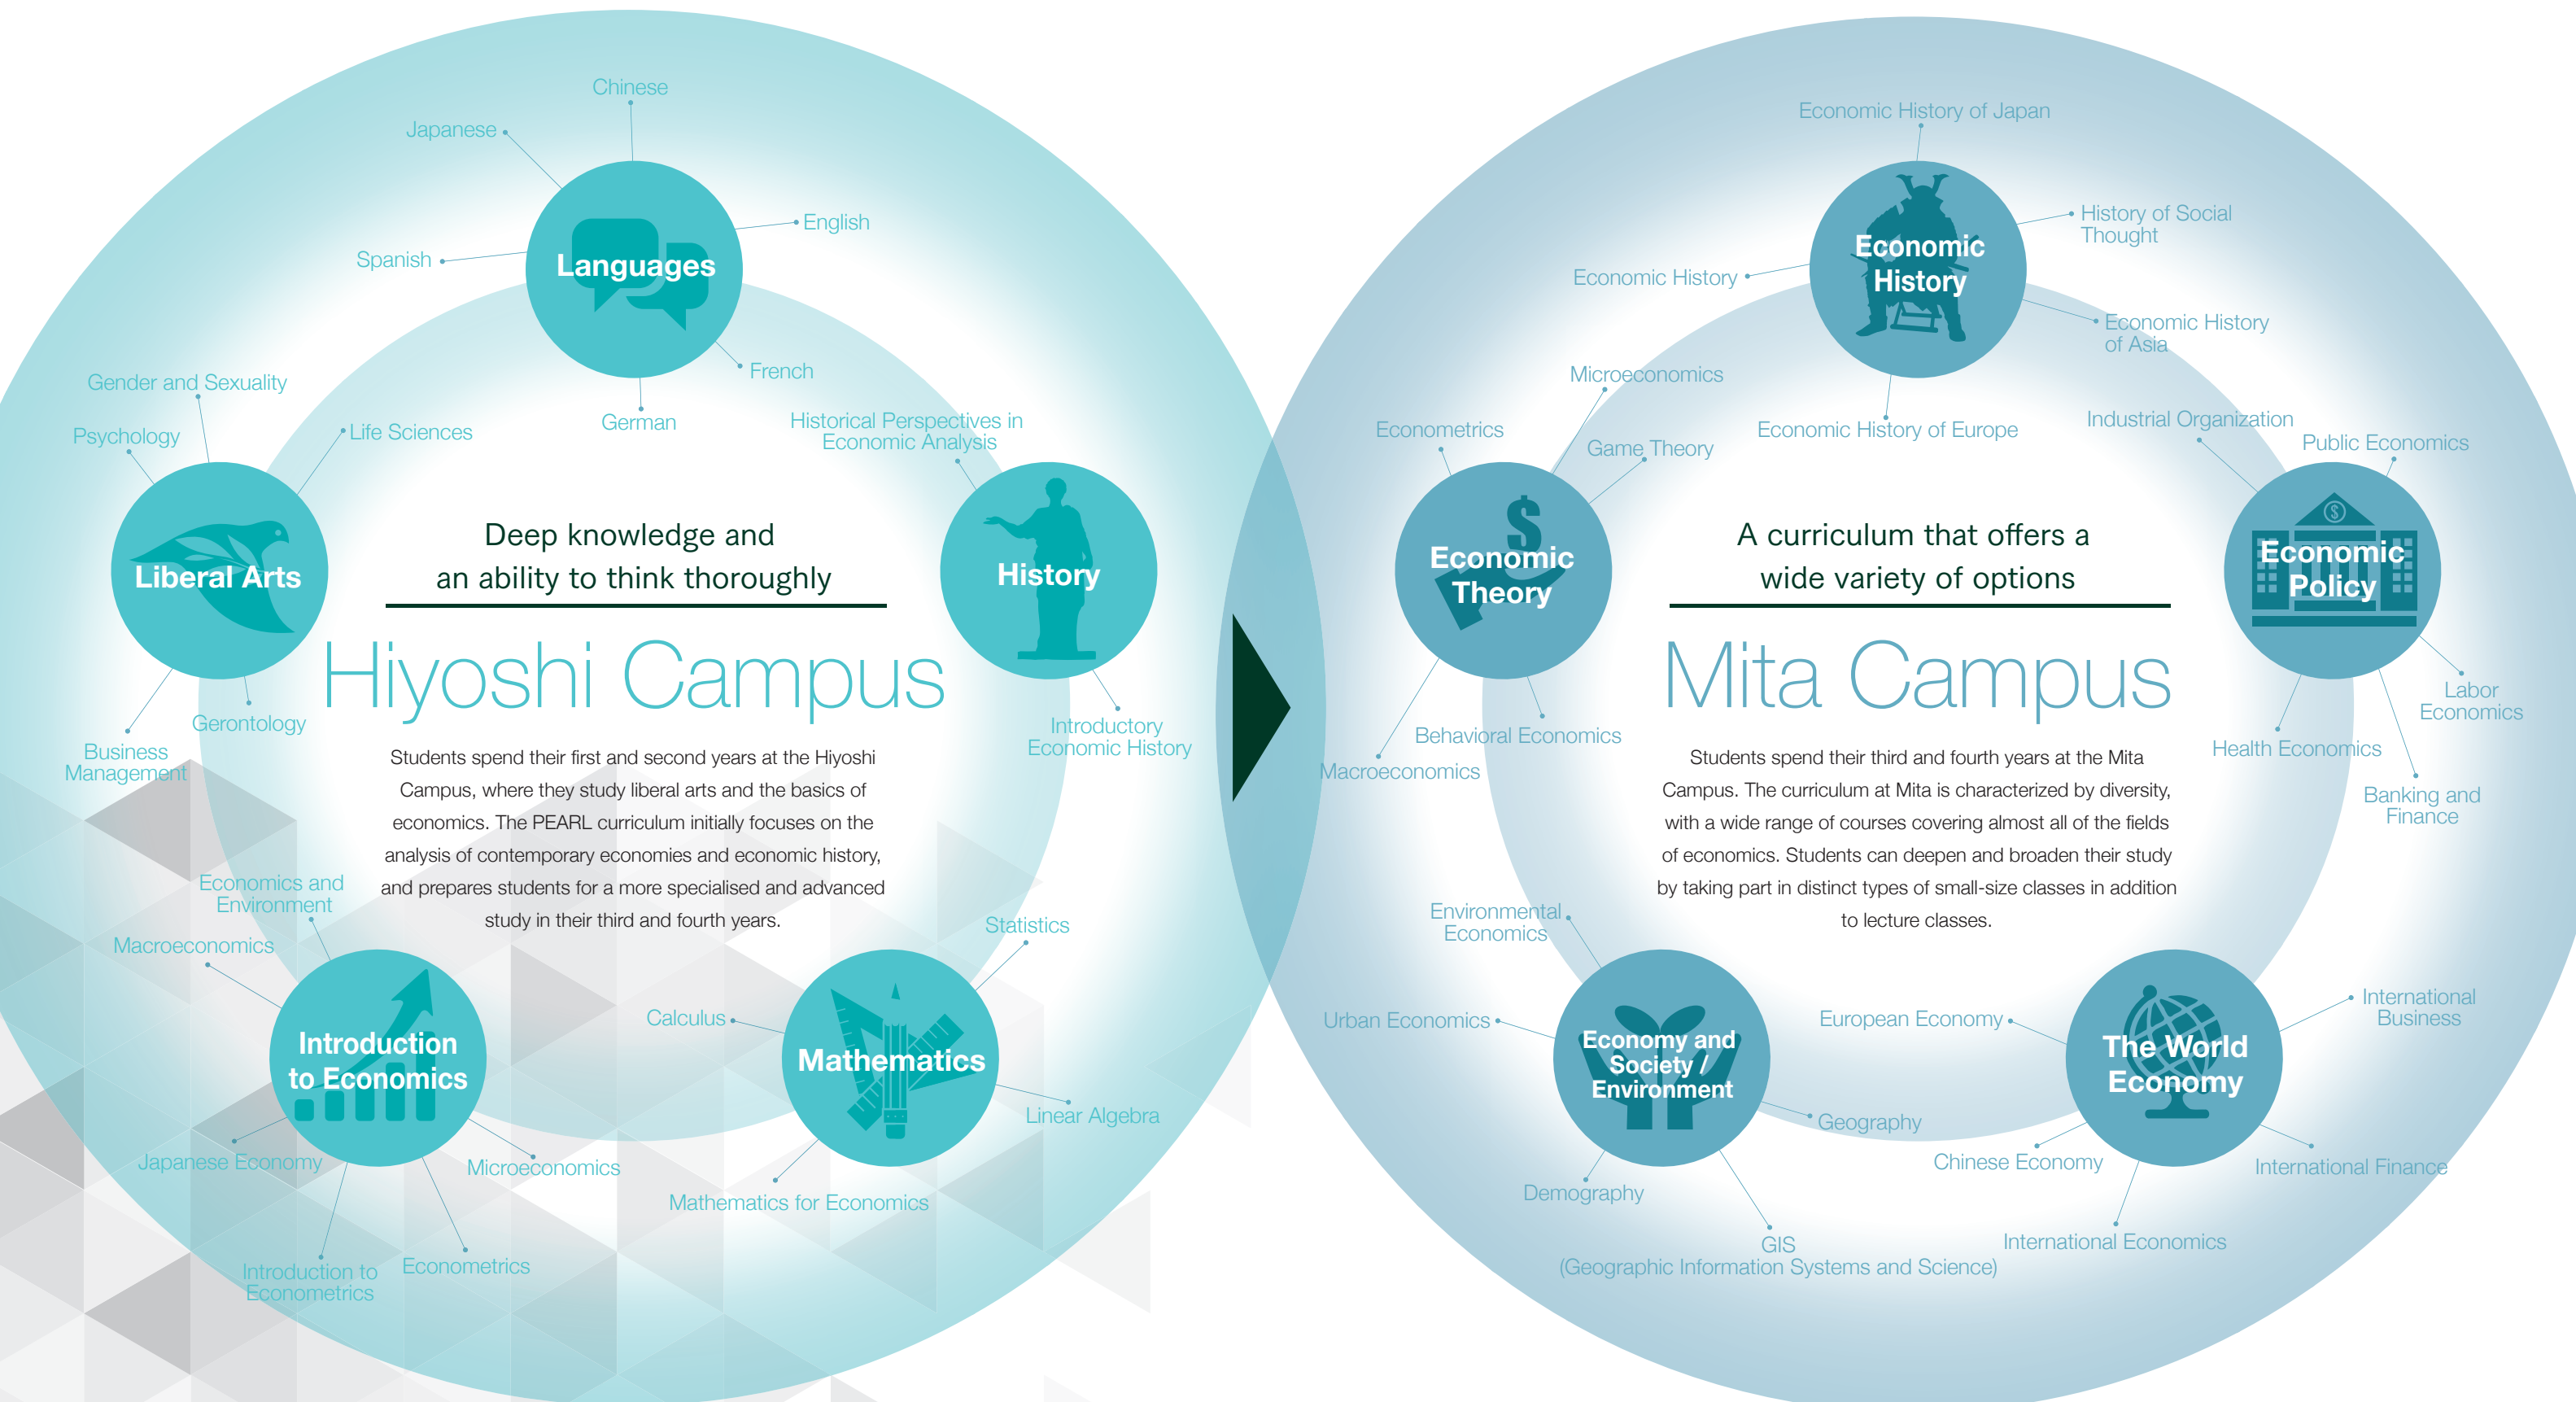 Chinese
Japanese
English
Spanish
Languages
French
German
Gender and Sexuality
Psychology
Life Sciences
Liberal Arts
Gerontology
Business
Management
Historical Perspectives in
Economic Analysis
History
Introductory
Economic History
Deep knowledge and
an ability to think thoroughly
Hiyoshi Campus
Students spend their first and second years at the Hiyoshi
Campus, where they study liberal arts and the basics of
economics. The PEARL curriculum initially focuses on the
analysis of contemporary economies and economic history,
and prepares students for a more specialised and advanced
study in their third and fourth years.
Economics and
Environment
Macroeconomics
Introduction
to Economics
Japanese Economy
Microeconomics
Introduction to
Econometrics
Econometrics
Statistics
Calculus
Mathematics
Linear Algebra
Mathematics for Economics
Economic History of Japan
History of Social
Thought
Economic
History
Economic History
Economic History
of Asia
Economic History of Europe
Microeconomics
Econometrics
Game Theory
$
Economic
Theory
Behavioral Economics
Macroeconomics
Industrial Organization
Public Economics
$
Economic
Policy
Labor
Economics
Health Economics
Banking and
Finance
A curriculum that offers a
wide variety of options
Mita Campus
Students spend their third and fourth years at the Mita
Campus. The curriculum at Mita is characterized by diversity,
with a wide range of courses covering almost all of the fields
of economics. Students can deepen and broaden their study
by taking part in distinct types of small-size classes in addition
to lecture classes.
Environmental
Economics
Urban Economics
Economy and
Society /
Environment
Geography
Demography
GIS
(Geographic Information Systems and Science)
European Economy
International
Business
The World
Economy
Chinese Economy
International Finance
International Economics